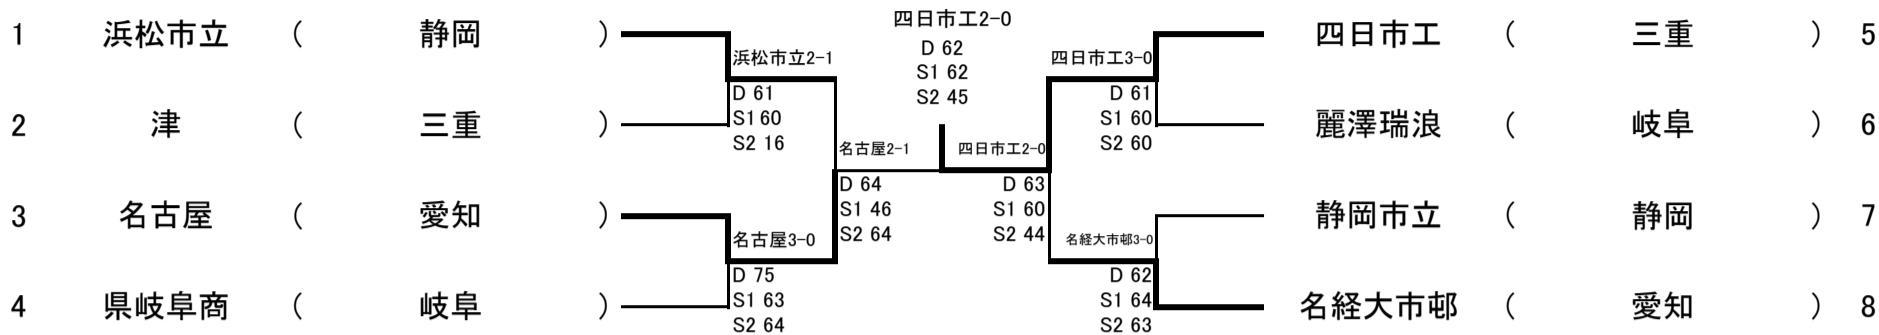 1 浜松市立 ( 静岡 )
2 津 ( 三重 )
3 名古屋 ( 愛知 )
4 県岐阜商 ( 岐阜 )
浜松市立2-1
D 61
S1 60
S2 16
名古屋3-0
D 75
S1 63
S2 64
名古屋2-1
D 64
S1 46
S2 64
四日市工2-0
D 62
S1 62
S2 45
四日市工2-0
D 63
S1 60
S2 44
四日市工3-0
D 61
S1 60
S2 60
名経大市邨3-0
D 62
S1 64
S2 63
四日市工 ( 三重 ) 5
麗澤瑞浪 ( 岐阜 ) 6
静岡市立 ( 静岡 ) 7
名経大市邨 ( 愛知 ) 8